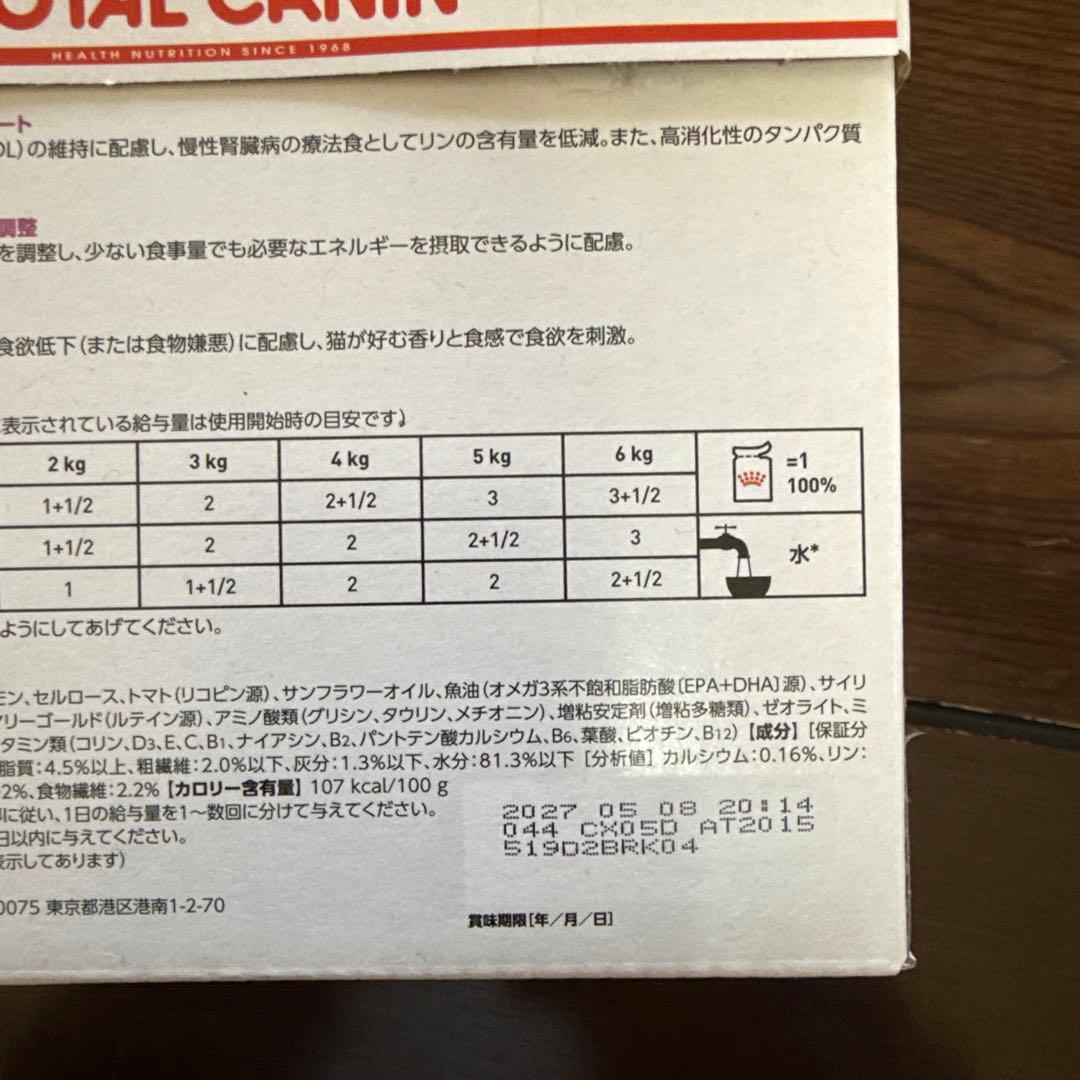 ROYAL CANIN
HEALTH NUTRITION SINCE 1968
ート
OL)の維持に配慮し、慢性腎臓病の療法食としてリンの含有量を低減。また、高消化性のタンパク質
調整
を調整し、少ない食事量でも必要なエネルギーを摂取できるように配慮。
食欲低下(または食物嫌悪)に配慮し、猫が好む香りと食感で食欲を刺激。
表示されている給与量は使用開始時の目安です。)
2 kg 3 kg 4 kg 5 kg 6 kg =1 100%
1+1/2 2 2+1/2 3 3+1/2
1+1/2 2 2 2+1/2 3 水*
1 1+1/2 2 2 2+1/2
ようにしてあげてください。
モン、セルロース、トマト(リコピン源)、サンフラワーオイル、魚油(オメガ3系不飽和脂肪酸〔EPA+DHA〕源)、サイリ
リーゴールド(ルテイン源)、アミノ酸類(グリシン、タウリン、メチオニン)、増粘安定剤(増粘多糖類)、ゼオライト、ミ
タミン類(コリン、D3、E、C、B1、ナイアシン、B2、パントテン酸カルシウム、B6、葉酸、ビオチン、B12)【成分】[保証分
脂質:4.5%以上、粗繊維:2.0%以下、灰分:1.3%以下、水分:81.3%以下 [分析値] カルシウム:0.16%、リン:
2%、食物繊維:2.2%【カロリー含有量】107 kcal/100 g
に従い、1日の給与量を1〜数回に分けて与えてください。
日以内に与えてください。
表示してあります)
2027 05 08 20:14
044 CX05D AT2015
519D2BRK04
0075 東京都港区港南1-2-70
賞味期限[年/月/日]